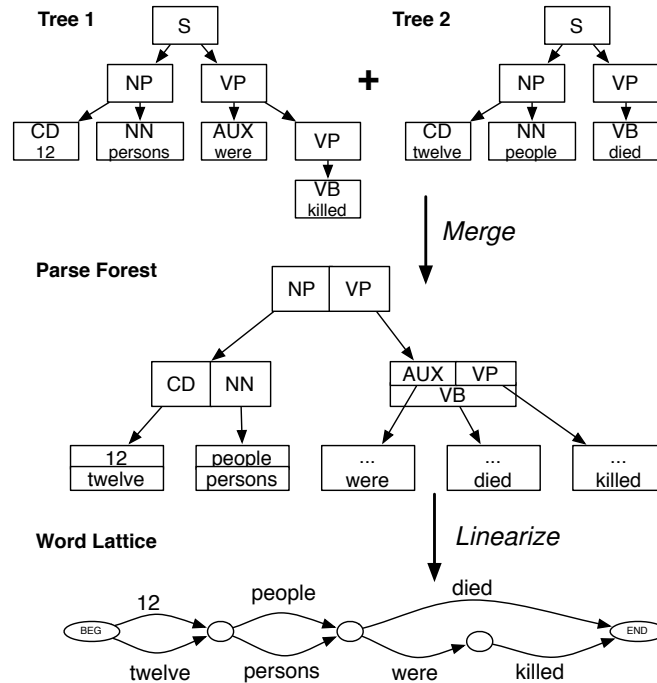 Tree 1
Tree 2
S
S
NP
VP
+
NP
VP
CD
12
NN
persons
AUX
were
VP
CD
twelve
NN
people
VB
died
VB
killed
Merge
Parse Forest
NP VP
CD NN
AUX VP
VB
12
twelve
people
persons
...
were
...
died
...
killed
Linearize
Word Lattice
12
people
died
BEG
END
twelve
persons
were
killed